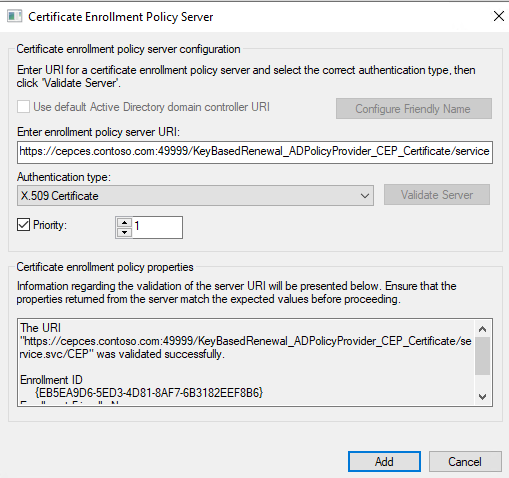 Certificate Enrollment Policy Server
Certificate enrollment policy server configuration
Enter URI for a certificate enrollment policy server and select the correct authentication type, then
click 'Validate Server'.
Use default Active Directory domain controller URI
Configure Friendly Name
Enter enrollment policy server URI:
https://cepces.contoso.com:49999/KeyBasedRenewal_ADPolicyProvider_CEP_Certificate/service
Authentication type:
X.509 Certificate
Validate Server
Priority:
1
Certificate enrollment policy properties
Information regarding the validation of the server URI will be presented below. Ensure that the
properties returned from the server match the expected values before proceeding.
The URI
"https://cepces.contoso.com:49999/KeyBasedRenewal_ADPolicyProvider_CEP_Certificate/se
rvice.svc/CEP" was validated successfully.
Enrollment ID
{EB5EA9D6-5ED3-4D81-8AF7-6B3182EEF8B6}
Add
Cancel